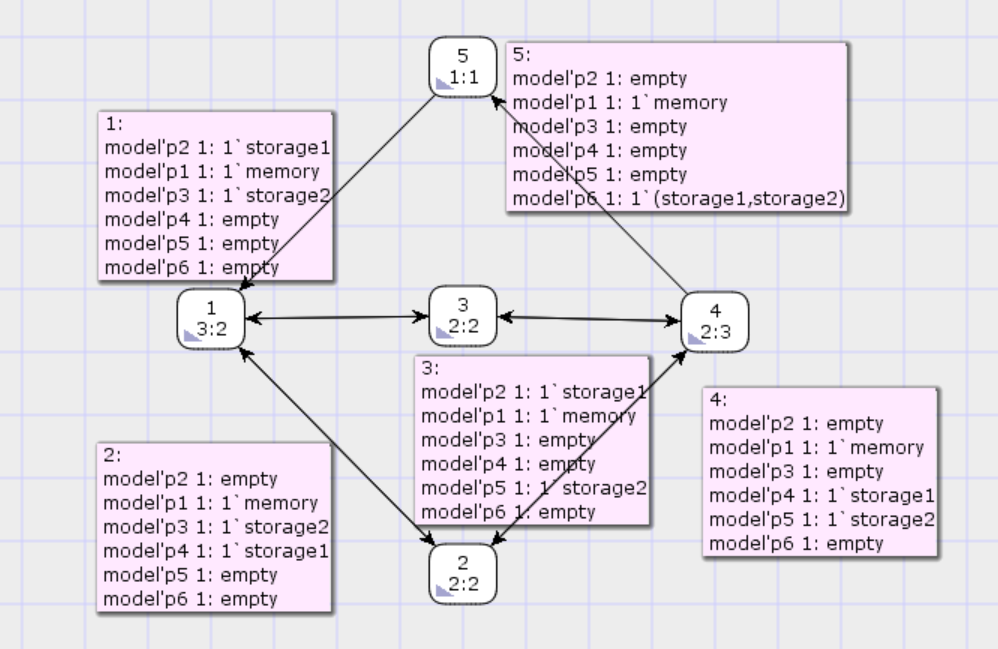 5
1:1
5:
model'p2 1: empty
model'p1 1: 1`memory
model'p3 1: empty
model'p4 1: empty
model'p5 1: empty
model'p6 1: 1`(storage1,storage2)
1:
model'p2 1: 1`storage1
model'p1 1: 1`memory
model'p3 1: 1`storage2
model'p4 1: empty
model'p5 1: empty
model'p6 1: empty
1
3:2
3
2:2
4
2:3
3:
model'p2 1: 1`storage1
model'p1 1: 1`memory
model'p3 1: empty
model'p4 1: empty
model'p5 1: 1`storage2
model'p6 1: empty
4:
model'p2 1: empty
model'p1 1: 1`memory
model'p3 1: empty
model'p4 1: 1`storage1
model'p5 1: 1`storage2
model'p6 1: empty
2:
model'p2 1: empty
model'p1 1: 1`memory
model'p3 1: 1`storage2
model'p4 1: 1`storage1
model'p5 1: empty
model'p6 1: empty
2
2:2